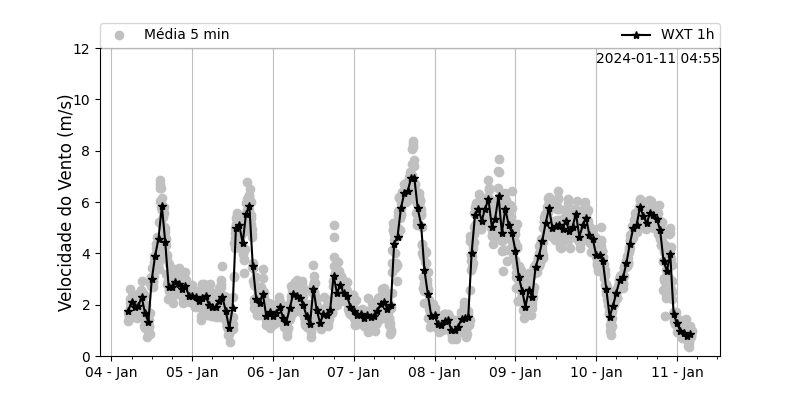 Média 5 min
WXT 1h
2024-01-11 04:55
Velocidade do Vento (m/s)
12
10
8
6
4
2
0
04 - Jan 05 - Jan 06 - Jan 07 - Jan 08 - Jan 09 - Jan 10 - Jan 11 - Jan